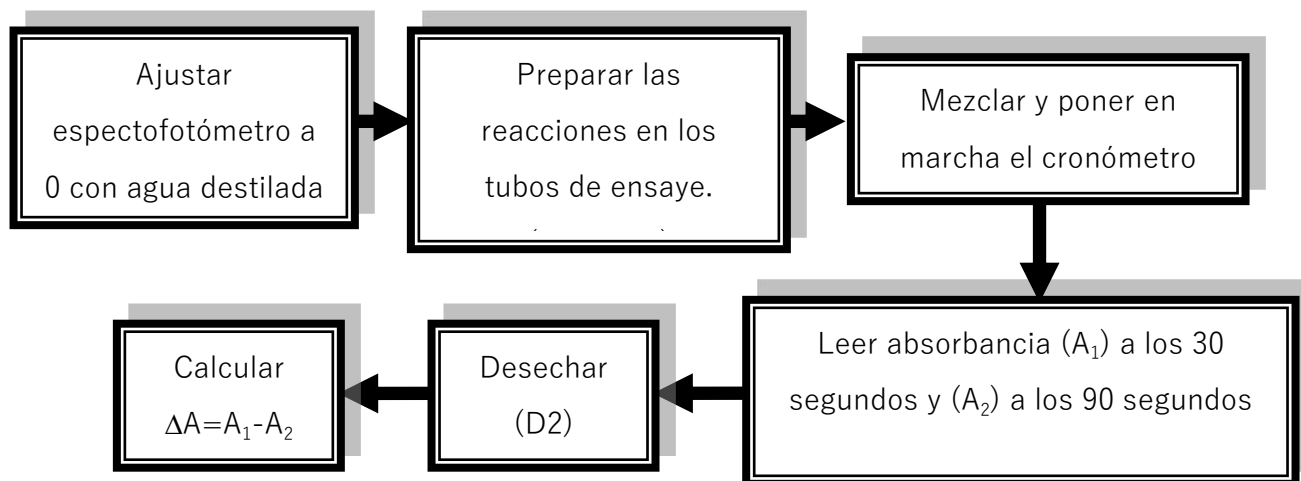 Ajustar
espectofotómetro a
0 con agua destilada
Preparar las
reacciones en los
tubos de ensaye.
Mezclar y poner en
marcha el cronómetro
Leer absorbancia (A₁) a los 30
segundos y (A₂) a los 90 segundos
Desechar
(D2)
Calcular
ΔA=A₁-A₂